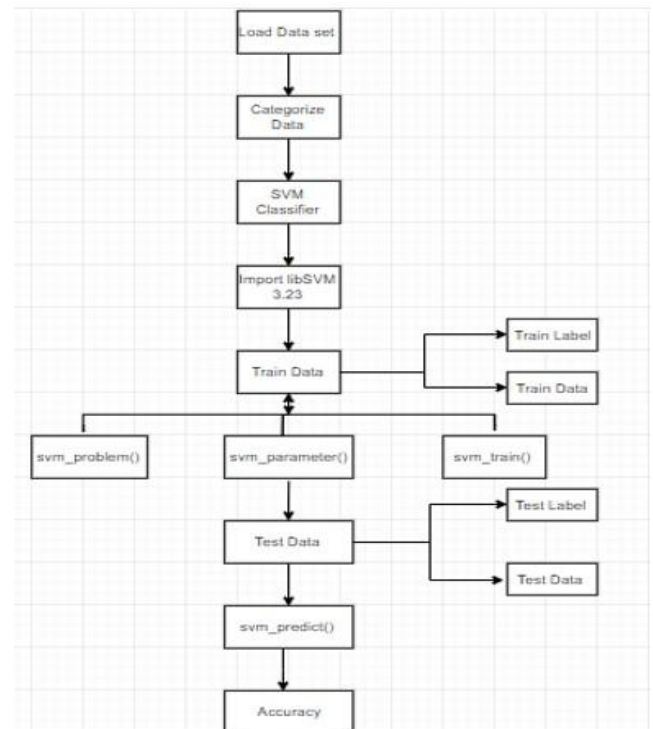 Load Data set
Categorize
Data
SVM
Classifier
Import libSVM
3.23
Train Data
Train Label
Train Data
svm_problem()
svm_parameter()
svm_train()
Test Data
Test Label
Test Data
svm_predict()
Accuracy